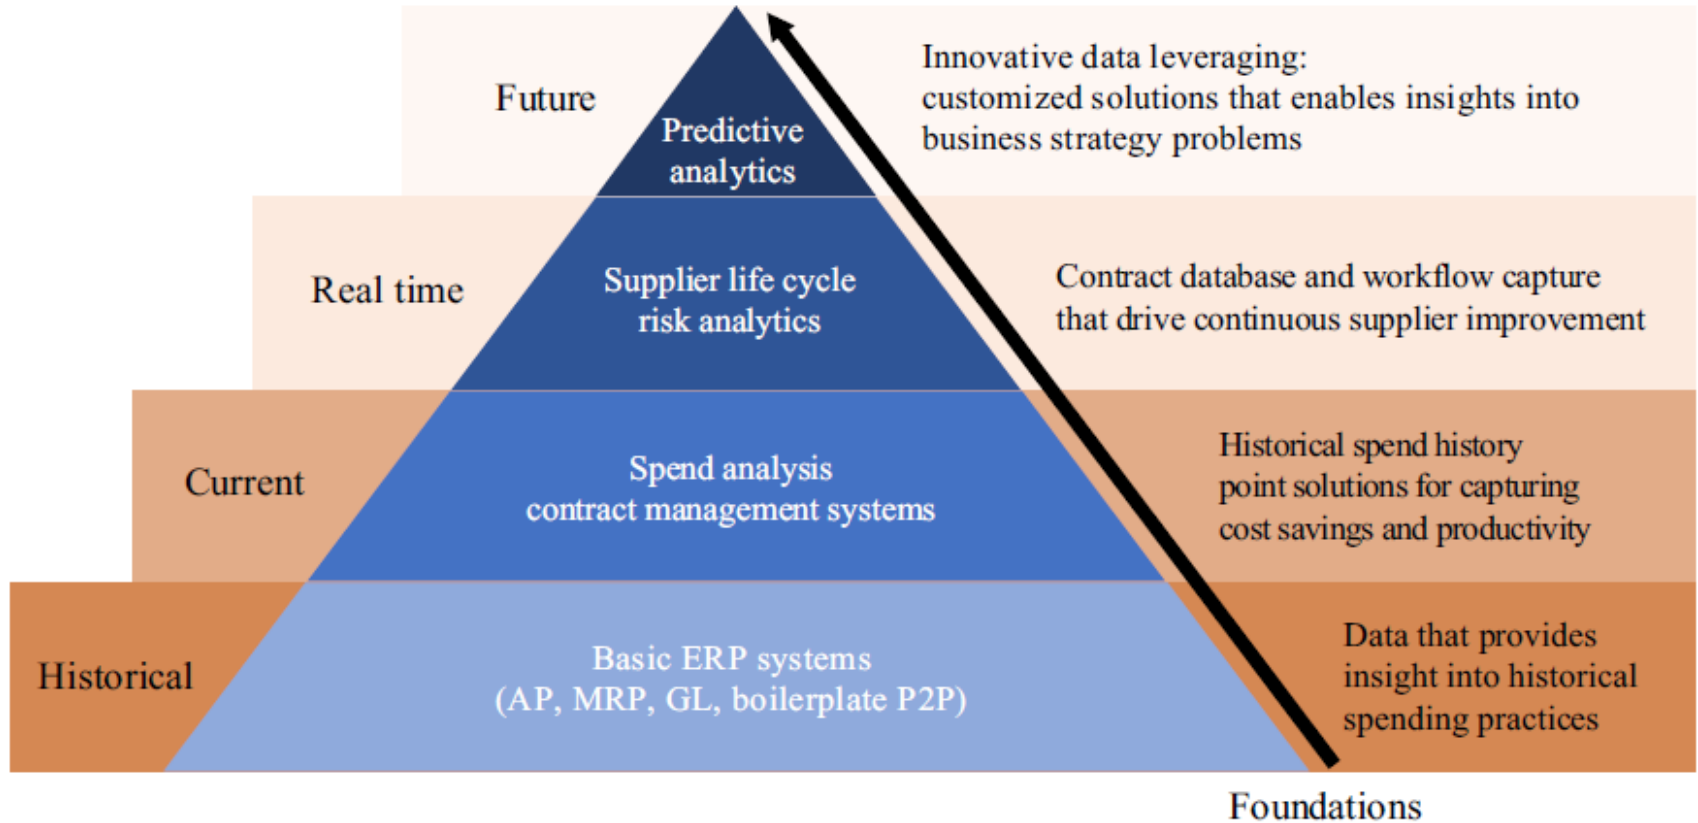 Future
Predictive
analytics
Innovative data leveraging:
customized solutions that enables insights into
business strategy problems
Real time
Supplier life cycle
risk analytics
Contract database and workflow capture
that drive continuous supplier improvement
Current
Spend analysis
contract management systems
Historical spend history
point solutions for capturing
cost savings and productivity
Historical
Basic ERP systems
(AP, MRP, GL, boilerplate P2P)
Data that provides
insight into historical
spending practices
Foundations